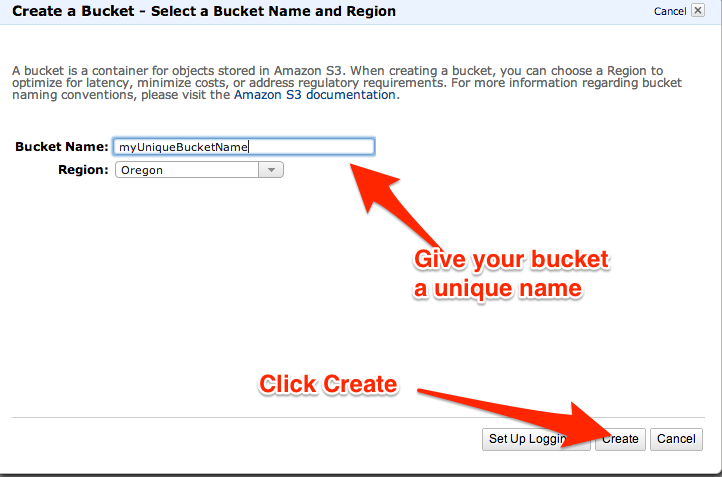 Create a Bucket - Select a Bucket Name and Region
Cancel
A bucket is a container for objects stored in Amazon S3. When creating a bucket, you can choose a Region to
optimize for latency, minimize costs, or address regulatory requirements. For more information regarding bucket
naming conventions, please visit the Amazon S3 documentation.
Bucket Name: myUniqueBucketName
Region: Oregon
Give your bucket
a unique name
Click Create
Set Up Loggin
Create
Cancel